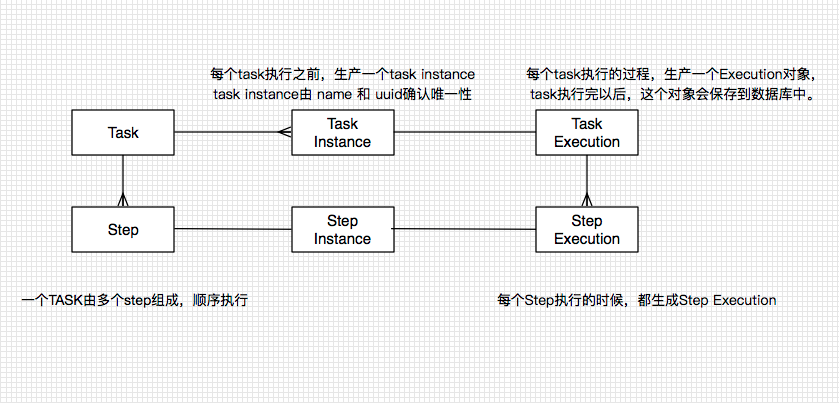 每个task执行之前，生产一个task instance
task instance由 name 和 uuid确认唯一性
每个task执行的过程，生产一个Execution对象，
task执行完以后，这个对象会保存到数据库中。
Task
Task
Instance
Task
Execution
Step
Step
Instance
Step
Execution
一个TASK由多个step组成，顺序执行
每个Step执行的时候，都生成Step Execution